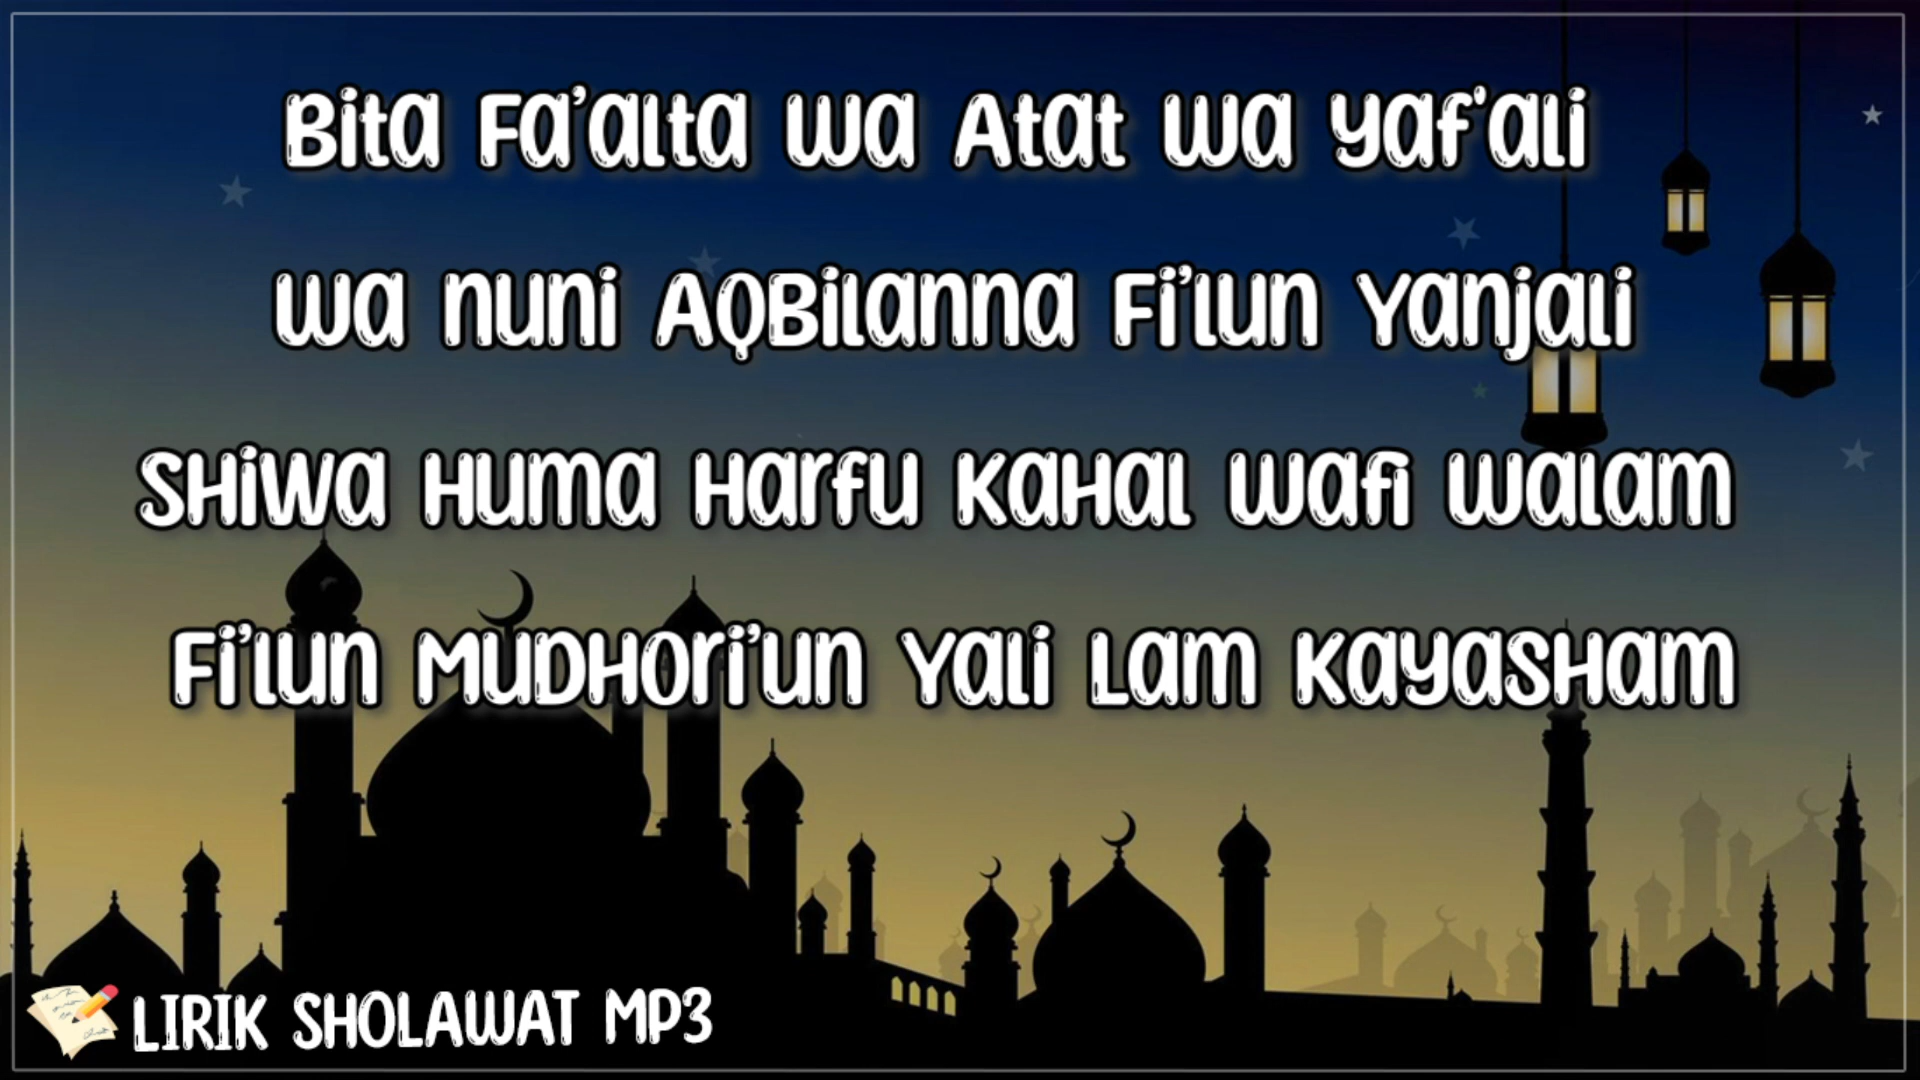 Bita Fa'alta wa Atat wa yaf'ali
wa nuni AQBilanna Fi'lun Yanjali
SHiwa Huma Harfu KaHal wafi walam
Fi'lun MUDHOri'un Yali Lam KayasHam
LIRIK SHOLAWAT MP3